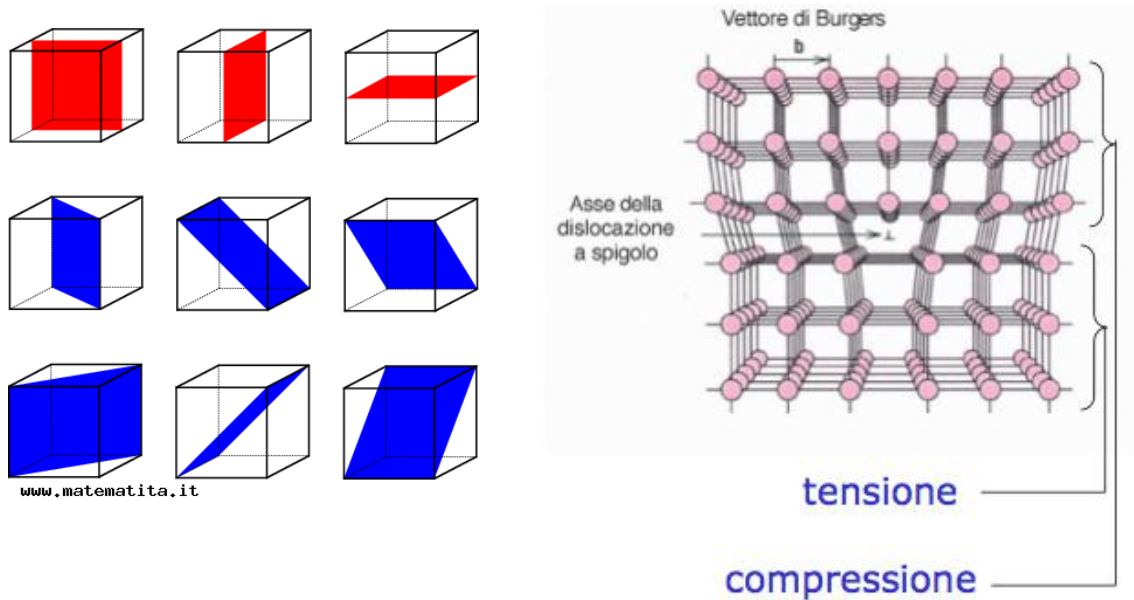 www.matematita.it
Vettore di Burgers
b
Asse della
dislocazione
a spigolo
tensione
compressione